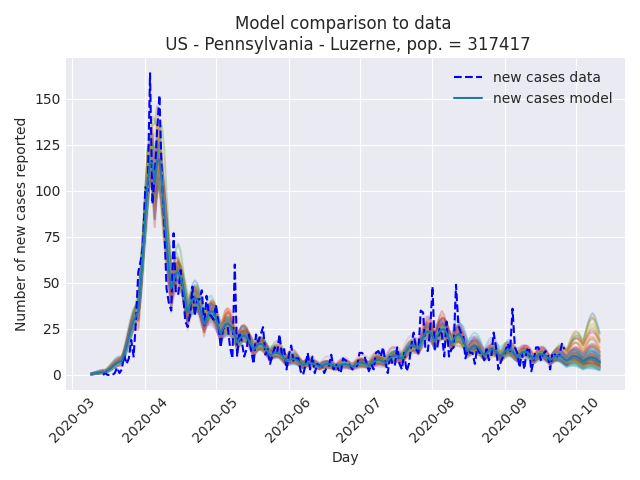 Model comparison to data
US - Pennsylvania - Luzerne, pop. = 317417
new cases data
new cases model
Number of new cases reported
150
125
100
75
50
25
0
2020-03
2020-04
2020-05
2020-06
2020-07
2020-08
2020-09
2020-10
Day